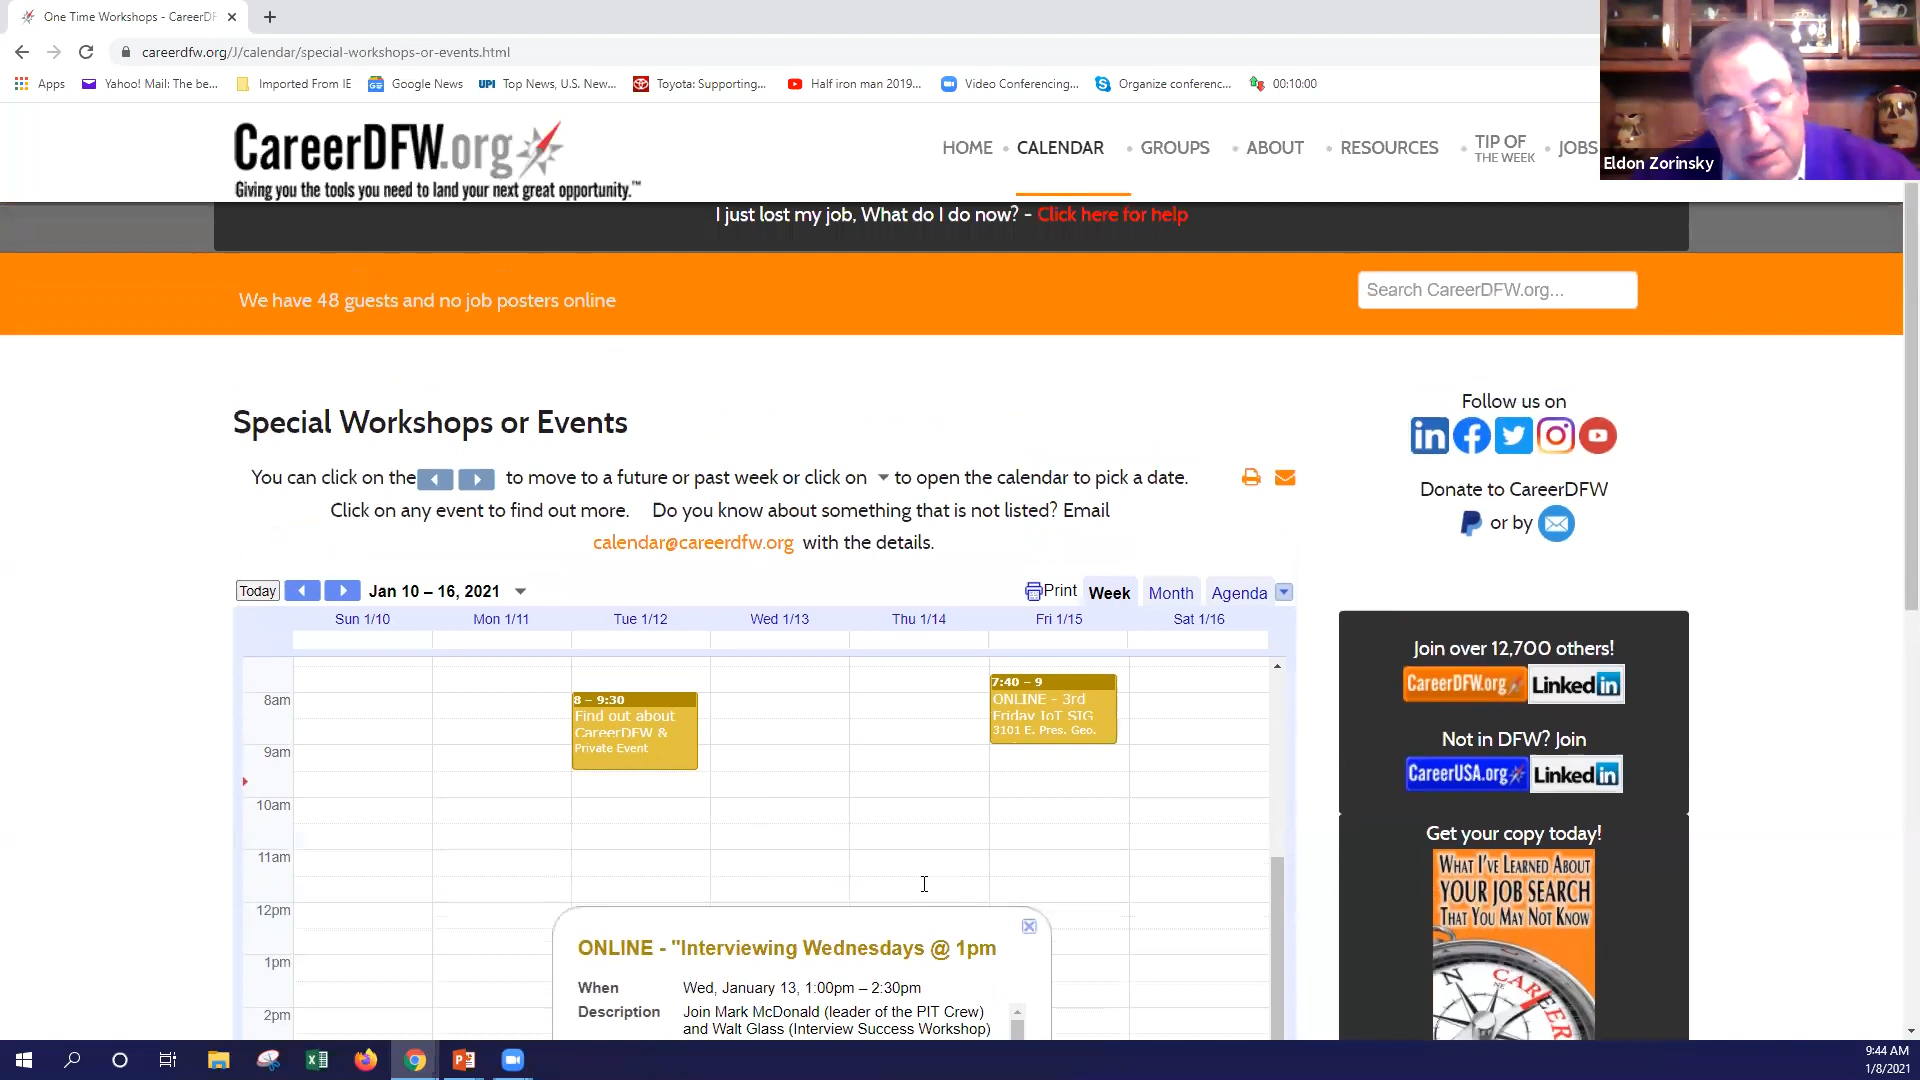 One Time Workshops - CareerDF
careerdfw.org/J/calendar/special-workshops-or-events.html
Apps
Yahoo! Mail: The be...
Imported From IE
Google News
UPI Top News, U.S. New...
Toyota: Supporting...
Half iron man 2019...
Video Conferencing...
Organize conferenc...
00:10:00
CareerDFW.org
Giving you the tools you need to land your next great opportunity.™
HOME
CALENDAR
GROUPS
ABOUT
RESOURCES
TIP OF
THE WEEK
JOBS
Eldon Zorinsky
I just lost my job, What do I do now? - Click here for help
We have 48 guests and no job posters online
Search CareerDFW.org...
Special Workshops or Events
You can click on the to move to a future or past week or click on to open the calendar to pick a date.
Click on any event to find out more. Do you know about something that is not listed? Email
calendar@careerdfw.org with the details.
Follow us on
Donate to CareerDFW
or by
Today
Jan 10 – 16, 2021
Print
Week
Month
Agenda
Sun 1/10
Mon 1/11
Tue 1/12
Wed 1/13
Thu 1/14
Fri 1/15
Sat 1/16
8am
9am
10am
11am
12pm
1pm
2pm
8 – 9:30
Find out about
CareerDFW &
Private Event
7:40 – 9
ONLINE - 3rd
Friday IoT SIG
3101 E. Pres. Geo.
ONLINE - "Interviewing Wednesdays @ 1pm
When Wed, January 13, 1:00pm – 2:30pm
Description Join Mark McDonald (leader of the PIT Crew)
and Walt Glass (Interview Success Workshop)
Join over 12,700 others!
CareerDFW.org
Linked in
Not in DFW? Join
CareerUSA.org
Linked in
Get your copy today!
WHAT I'VE LEARNED ABOUT
YOUR JOB SEARCH
THAT YOU MAY NOT KNOW
N
NE
CAREER
9:44 AM
1/8/2021